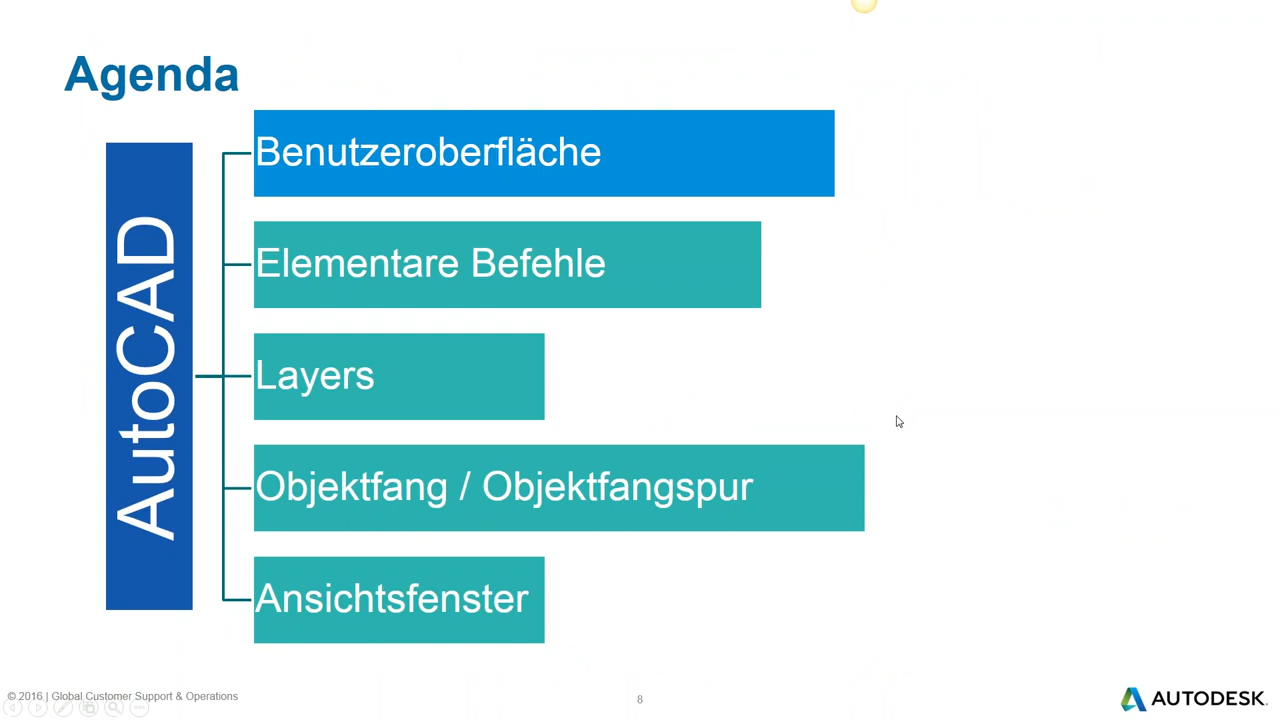 Agenda
AutoCAD
Benutzeroberfläche
Elementare Befehle
Layers
Objektfang / Objektfangspur
Ansichtsfenster
© 2016 | Global Customer Support & Operations
8
AUTODESK.